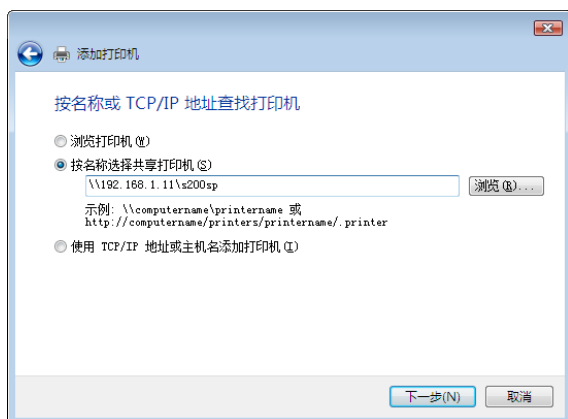 添加打印机
按名称或 TCP/IP 地址查找打印机
浏览打印机(W)
按名称选择共享打印机(S)
\\192.168.1.11\s200sp
浏览(R)...
示例: \\computername\printername 或
http://computername/printers/printername/.printer
使用 TCP/IP 地址或主机名添加打印机(I)
下一步(N)
取消